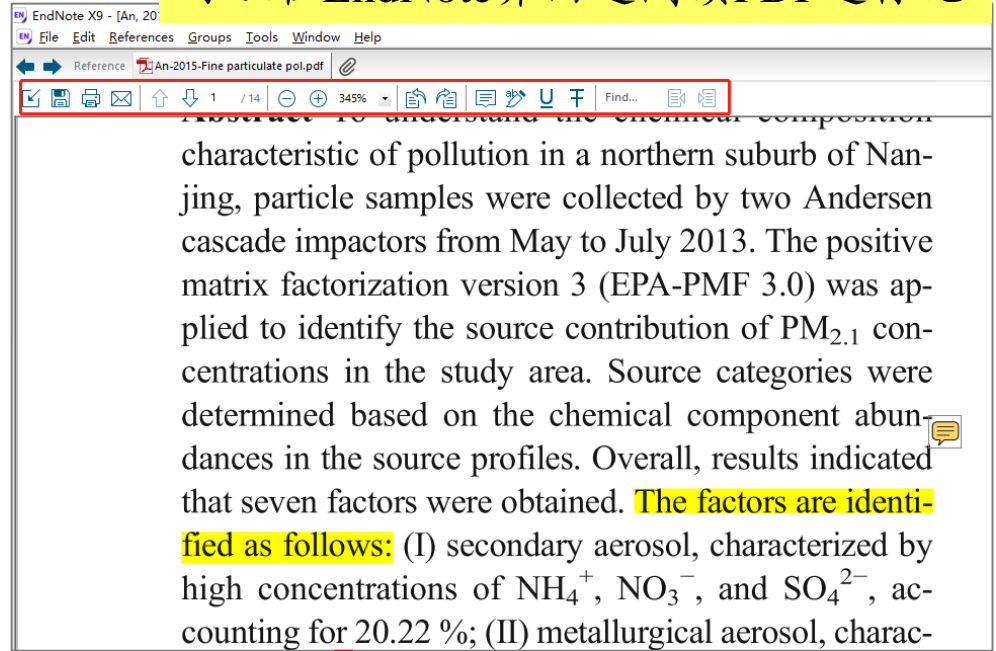 EndNote X9 - [An, 20
File Edit References Groups Tools Window Help
Reference An-2015-Fine particulate pol.pdf
1 / 14 345% Find...
Abstract To understand the chemical composition
characteristic of pollution in a northern suburb of Nan-
jing, particle samples were collected by two Andersen
cascade impactors from May to July 2013. The positive
matrix factorization version 3 (EPA-PMF 3.0) was ap-
plied to identify the source contribution of PM₂.₁ con-
centrations in the study area. Source categories were
determined based on the chemical component abun-
dances in the source profiles. Overall, results indicated
that seven factors were obtained. The factors are identi-
fied as follows: (I) secondary aerosol, characterized by
high concentrations of NH₄⁺, NO₃⁻, and SO₄²⁻, ac-
counting for 20.22 %; (II) metallurgical aerosol, charac-